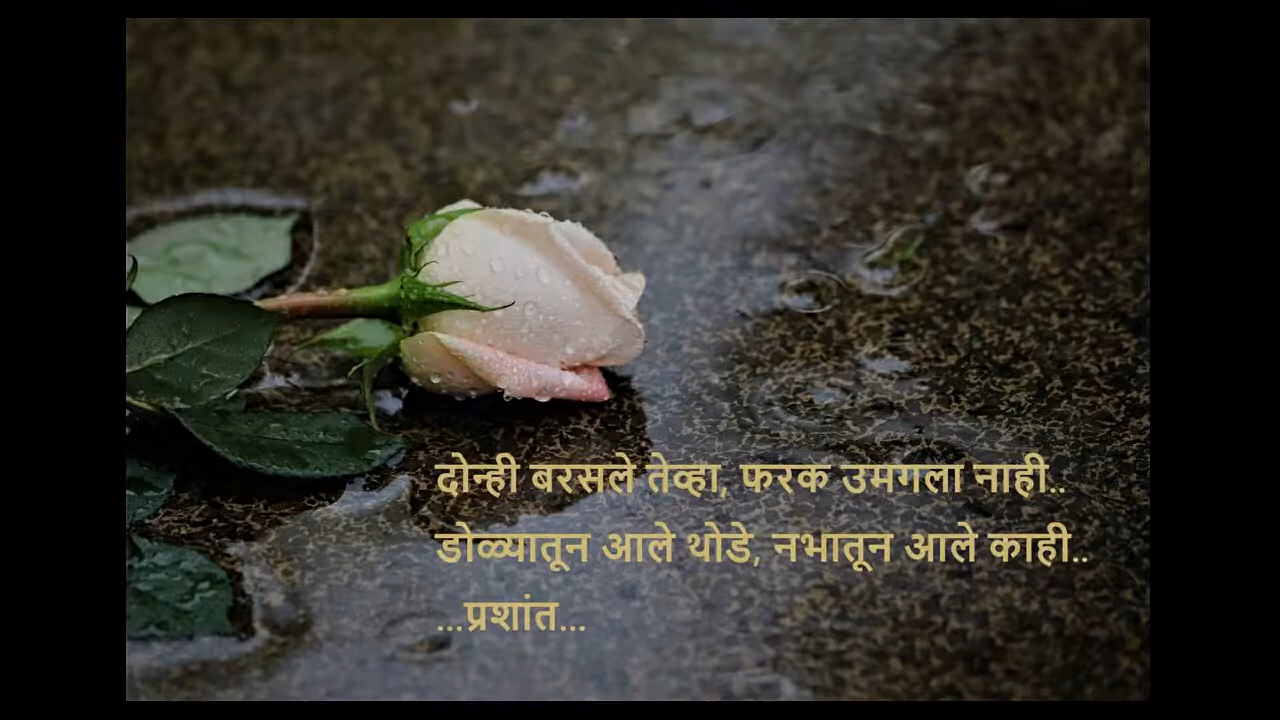 दोन्ही बरसले तेव्हा, फरक उमगला नाही..
डोळ्यातून आले थोडे, नभातून आले काही..
...प्रशांत...